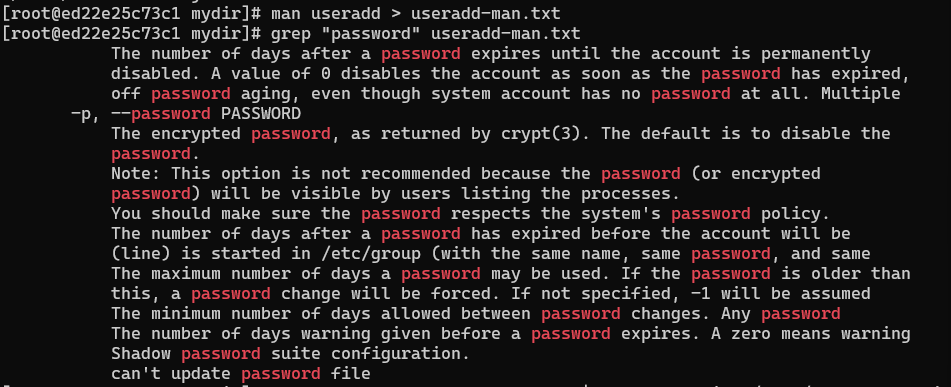 [root@ed22e25c73c1 mydir]# man useradd > useradd-man.txt
[root@ed22e25c73c1 mydir]# grep "password" useradd-man.txt
The number of days after a password expires until the account is permanently
disabled. A value of 0 disables the account as soon as the password has expired,
off password aging, even though system account has no password at all. Multiple
-p, --password PASSWORD
The encrypted password, as returned by crypt(3). The default is to disable the
password.
Note: This option is not recommended because the password (or encrypted
password) will be visible by users listing the processes.
You should make sure the password respects the system's password policy.
The number of days after a password has expired before the account will be
(line) is started in /etc/group (with the same name, same password, and same
The maximum number of days a password may be used. If the password is older than
this, a password change will be forced. If not specified, -1 will be assumed
The minimum number of days allowed between password changes. Any password
The number of days warning given before a password expires. A zero means warning
Shadow password suite configuration.
can't update password file